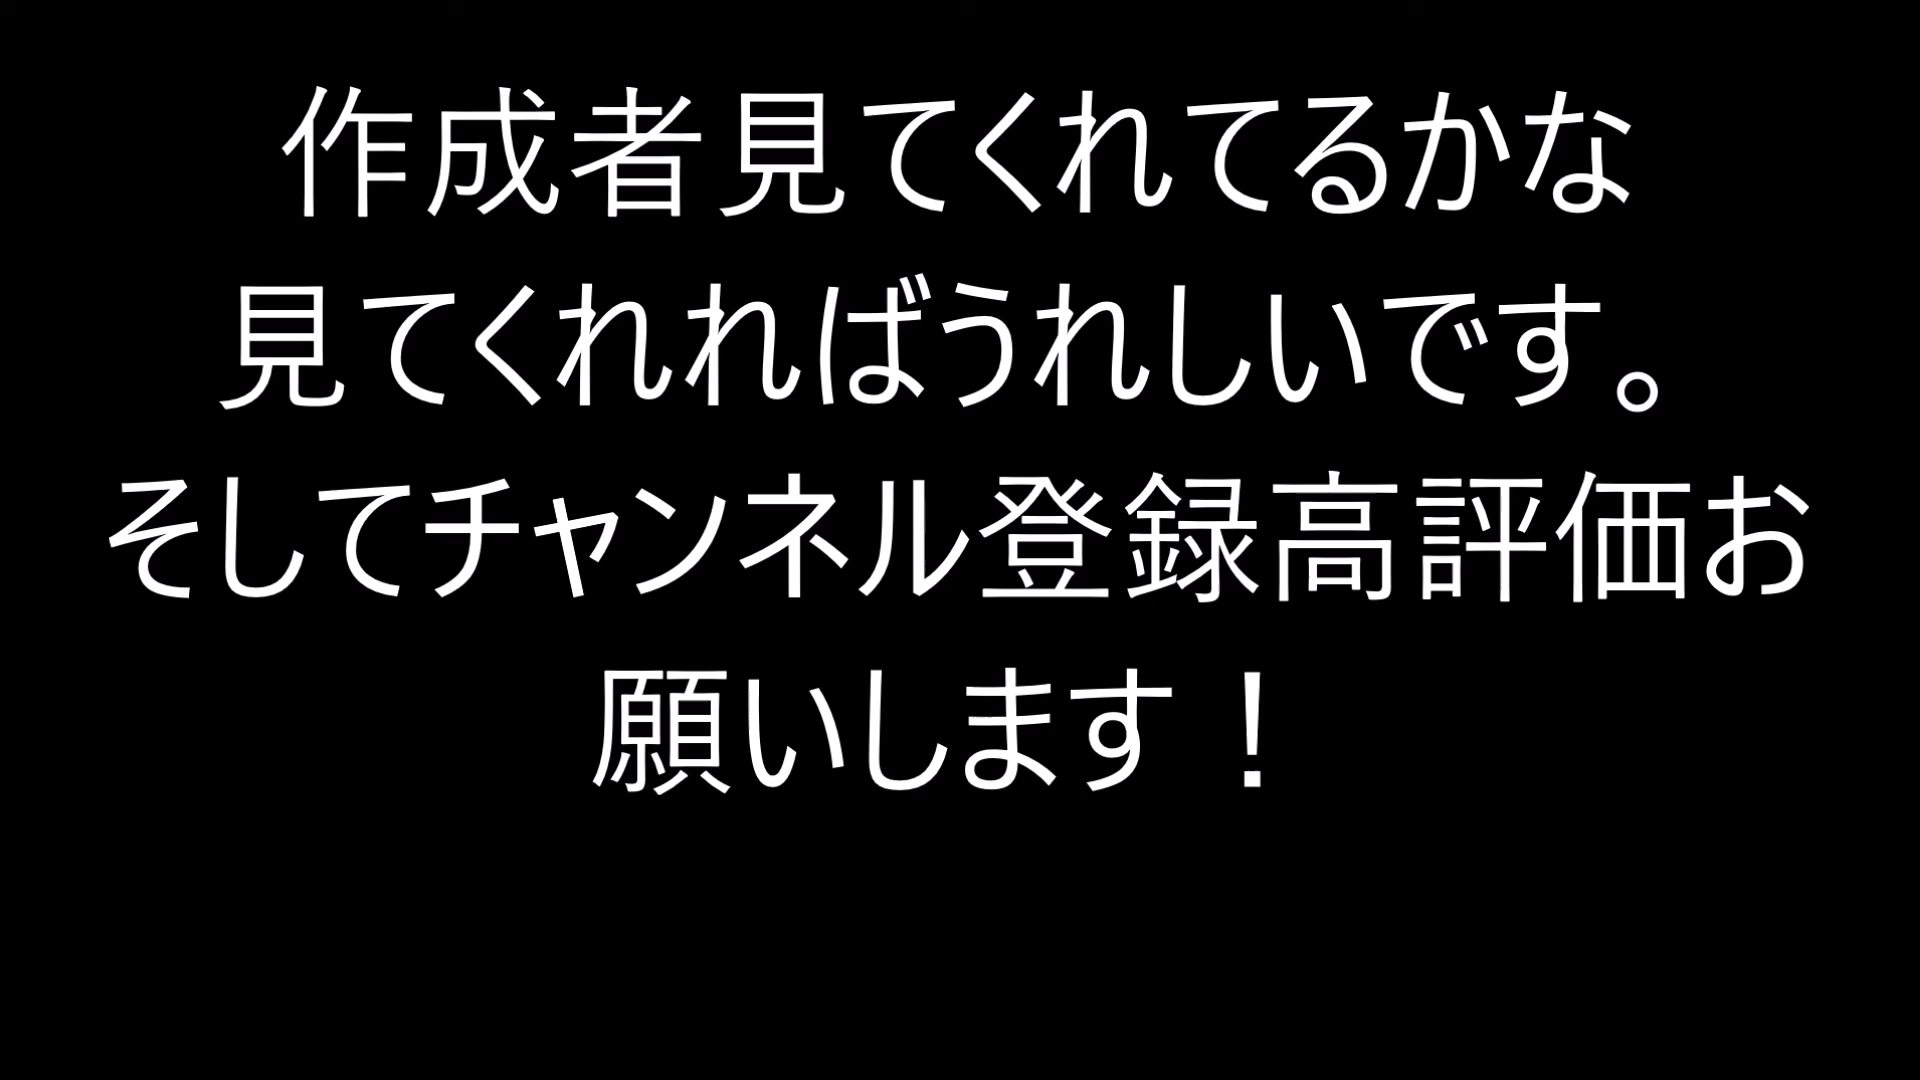 作成者見てくれてるかな
見てくれればうれしいです。
そしてチャンネル登録高評価お
願いします！